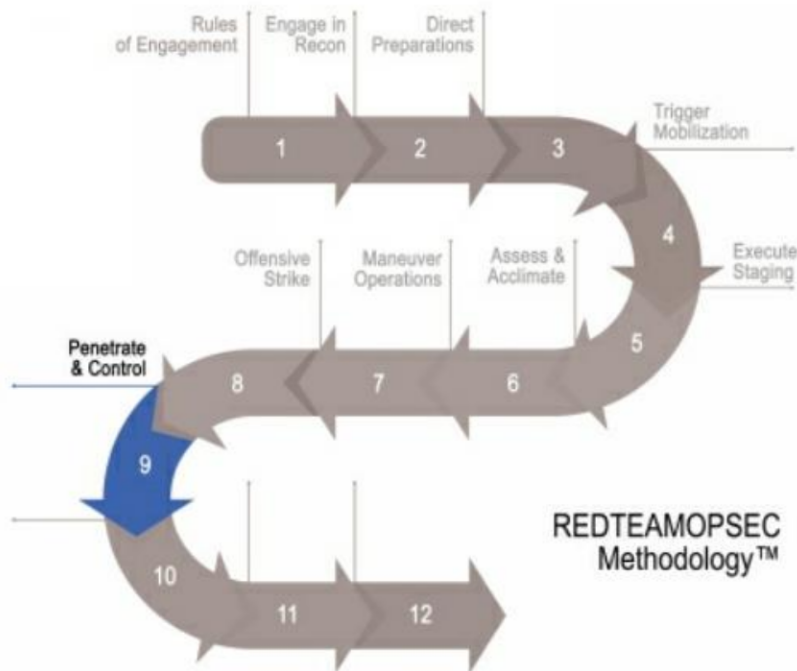 Rules
of Engagement
Engage in
Recon
Direct
Preparations
1
2
3
Trigger
Mobilization
4
Execute
Staging
5
Assess &
Acclimate
6
Maneuver
Operations
7
Offensive
Strike
8
Penetrate
& Control
9
10
11
12
REDTEAMOPSEC
Methodology™